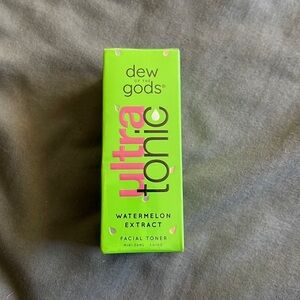 dew
OF THE
gods®
ultra
tonic
WATERMELON
EXTRACT
FACIAL TONER